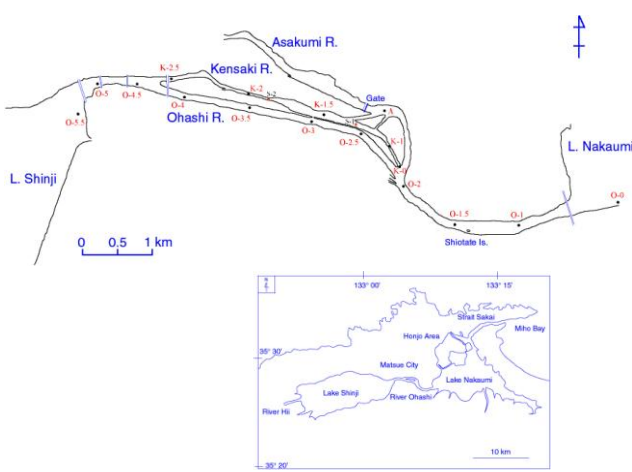 Asakumi R.
K-2.5
Kensaki R.
O-5
O-4.5
K-2
S-2
Gate
K-1.5
A
O-4
O-3.5
Ohashi R.
O-5.5
O-3
O-2.5
K-1
L. Nakaumi
L. Shinji
K-0
O-2
O-0
O-1.5
O-1
Shiotate Is.
0 0.5 1 km
133° 00'
133° 15'
N
Strait Sakai
Miho Bay
Honjo Area
35° 30'
Matsue City
Lake Nakaumi
Lake Shinji
River Ohashi
River Hii
10 km
35° 20'